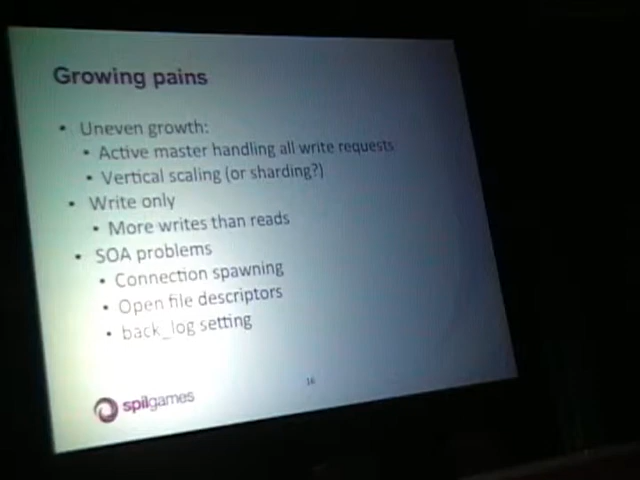 Growing pains
• Uneven growth:
• Active master handling all write requests
• Vertical scaling (or sharding?)
• Write only
• More writes than reads
• SOA problems
• Connection spawning
• Open file descriptors
• back_log setting
16
spilgames